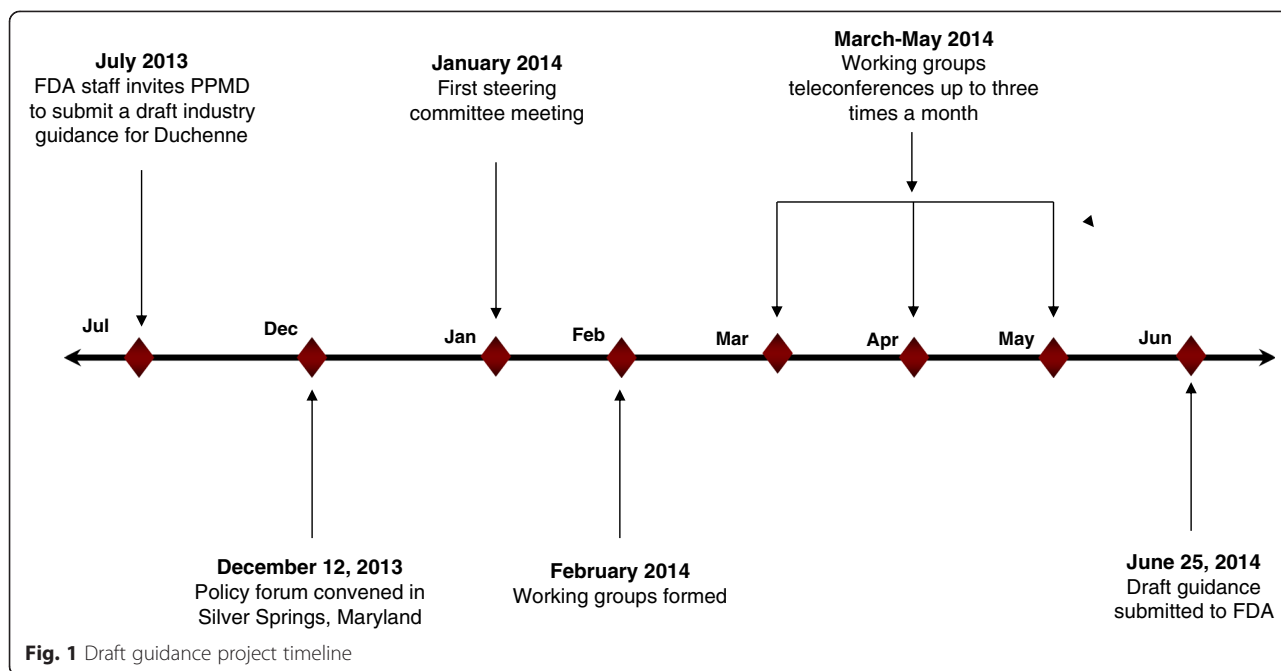 July 2013
FDA staff invites PPMD
to submit a draft industry
guidance for Duchenne
January 2014
First steering
committee meeting
March-May 2014
Working groups
teleconferences up to three
times a month
Jul
Dec
Jan
Feb
Mar
Apr
May
Jun
December 12, 2013
Policy forum convened in
Silver Springs, Maryland
February 2014
Working groups formed
June 25, 2014
Draft guidance
submitted to FDA
Fig. 1 Draft guidance project timeline